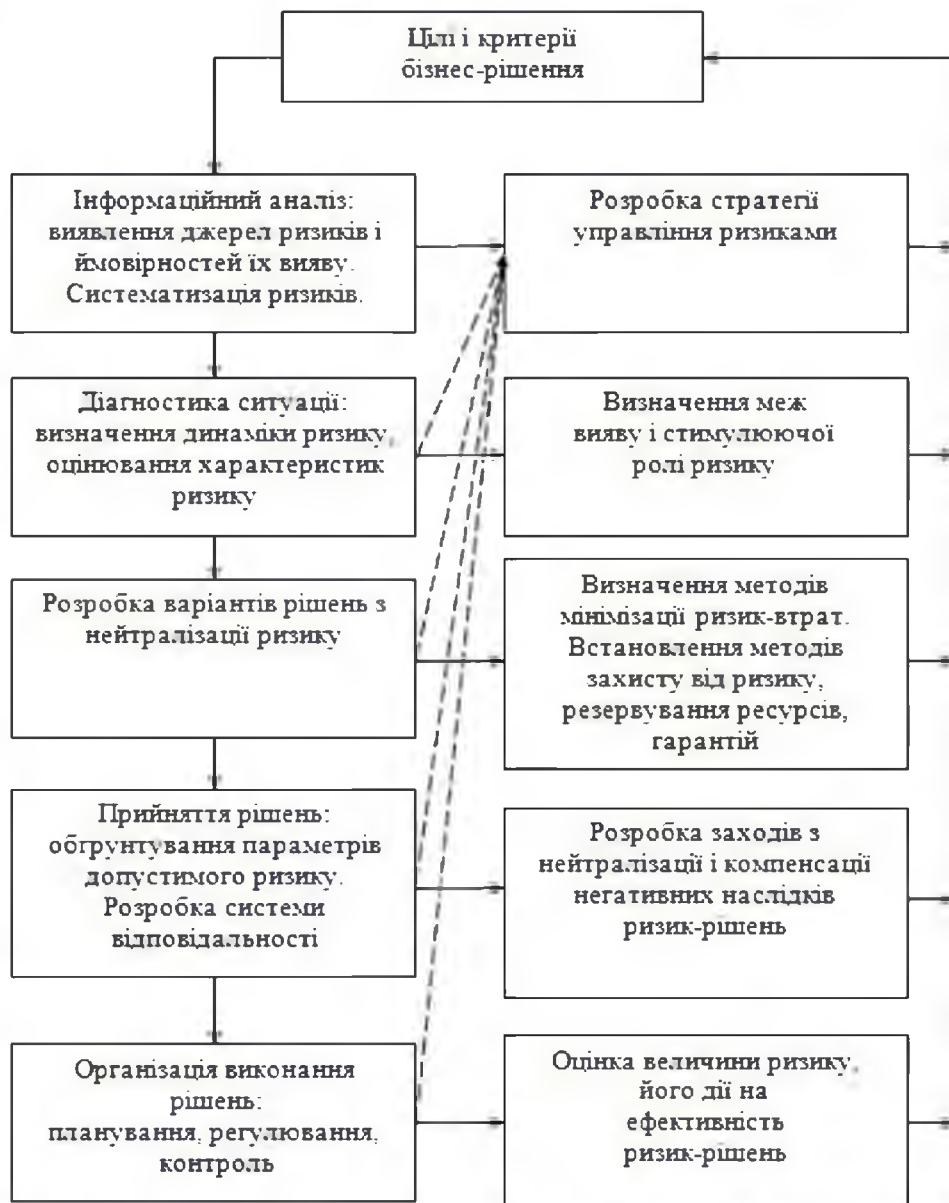 Цілі і критерії
бізнес-рішення
Інформаційний аналіз:
виявлення джерел ризиків і
ймовірностей їх вияву.
Систематизація ризиків.
Розробка стратегії
управління ризиками
Діагностика ситуації:
визначення динаміки ризику,
оцінювання характеристик
ризику
Визначення меж
вияву і стимулюючої
ролі ризику
Розробка варіантів рішень з
нейтралізації ризику
Визначення методів
мінімізації ризик-втрат.
Встановлення методів
захисту від ризику,
резервування ресурсів,
гарантій
Прийняття рішень:
обґрунтування параметрів
допустимого ризику.
Розробка системи
відповідальності
Розробка заходів з
нейтралізації і компенсації
негативних наслідків
ризик-рішень
Організація виконання
рішень:
планування, регулювання,
контроль
Оцінка величини ризику,
його дії на
ефективність
ризик-рішень